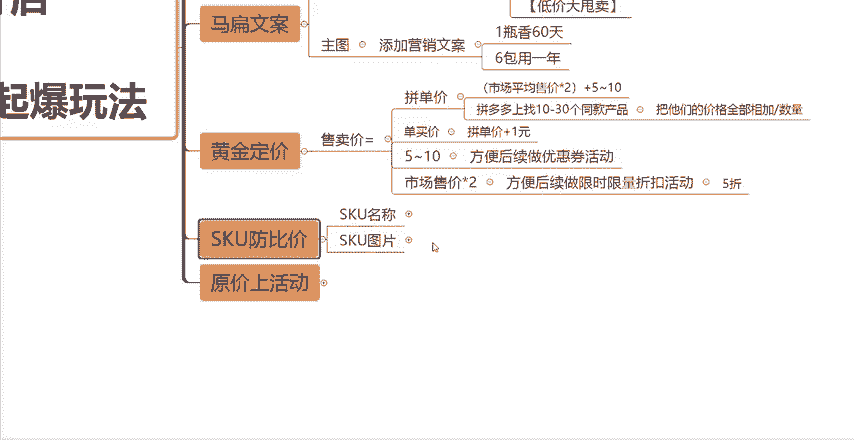 起爆玩法
马扁文案
【低价大甩卖】
主图
添加营销文案
1瓶香60天
6包用一年
黄金定价
售卖价=
拼单价
（市场平均售价*2）+5~10
拼多多上找10-30个同款产品
把他们的价格全部相加/数量
单买价
拼单价+1元
5~10
方便后续做优惠券活动
市场售价*2
方便后续做限时限量折扣活动
5折
SKU防比价
SKU名称
SKU图片
原价上活动